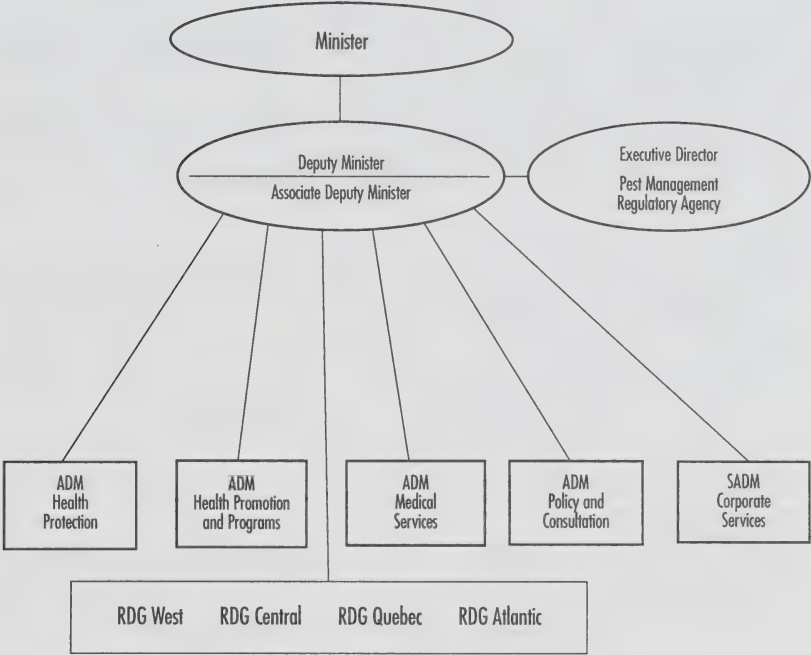 Minister
Deputy Minister
Associate Deputy Minister
Executive Director
Pest Management
Regulatory Agency
ADM
Health
Protection
ADM
Health Promotion
and Programs
ADM
Medical
Services
ADM
Policy and
Consultation
SADM
Corporate
Services
RDG West RDG Central RDG Quebec RDG Atlantic